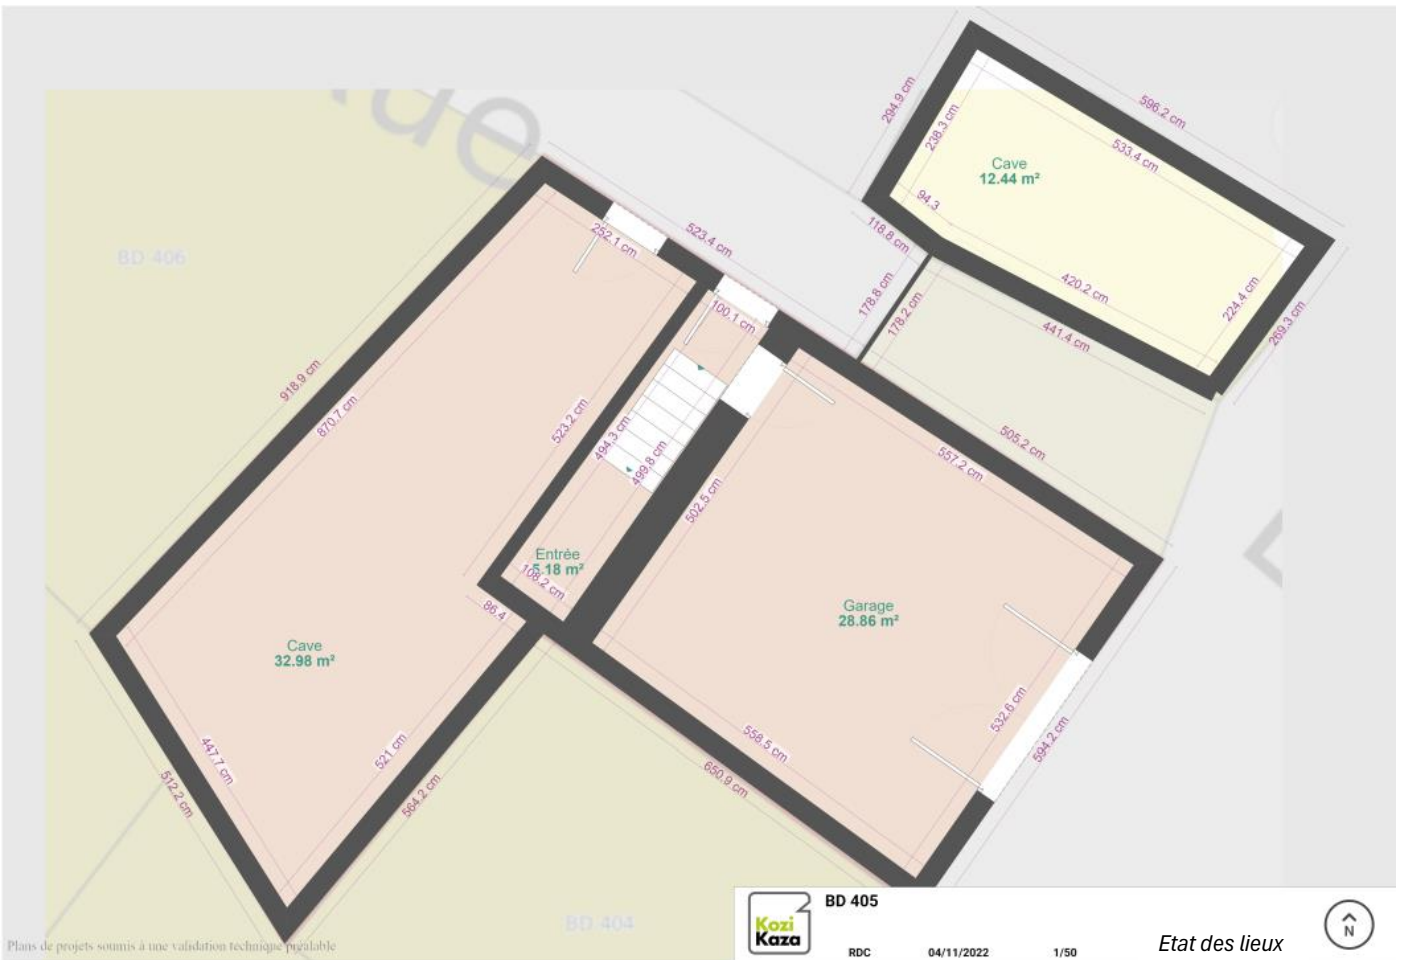 ue
294.9 cm
596.2 cm
238.3 cm
533.4 cm
Cave
12.44 m²
94.3
118.8 cm
420.2 cm
224.4 cm
269.3 cm
441.4 cm
178.8 cm
178.2 cm
BD 406
252.1 cm
523.4 cm
100.1 cm
918.9 cm
870.7 cm
523.2 cm
494.3 cm
499.8 cm
502.5 cm
557.2 cm
505.2 cm
Entrée
5.18 m²
108.2 cm
86.4
Garage
28.86 m²
Cave
32.98 m²
532.6 cm
594.2 cm
447.7 cm
512.2 cm
521 cm
564.2 cm
558.5 cm
650.9 cm
BD 404
Plans de projets soumis à une validation technique préalable
Kozi
Kaza
BD 405
RDC 04/11/2022 1/50 Etat des lieux
N